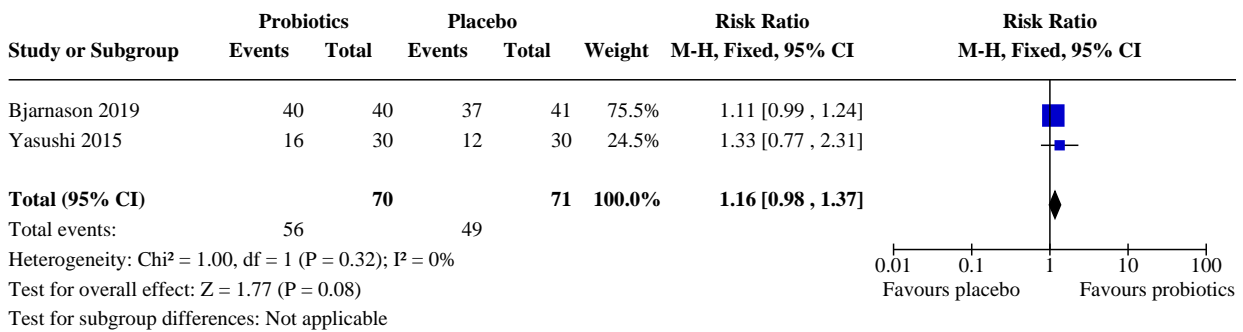 Probiotics Placebo Risk Ratio Risk Ratio
Study or Subgroup Events Total Events Total Weight M-H, Fixed, 95% CI M-H, Fixed, 95% CI
Bjarnason 2019 40 40 37 41 75.5% 1.11 [0.99 , 1.24]
Yasushi 2015 16 30 12 30 24.5% 1.33 [0.77 , 2.31]
Total (95% CI) 70 71 100.0% 1.16 [0.98 , 1.37]
Total events: 56 49
Heterogeneity: Chi² = 1.00, df = 1 (P = 0.32); I² = 0%
Test for overall effect: Z = 1.77 (P = 0.08)
Test for subgroup differences: Not applicable
0.01 0.1 1 10 100
Favours placebo Favours probiotics